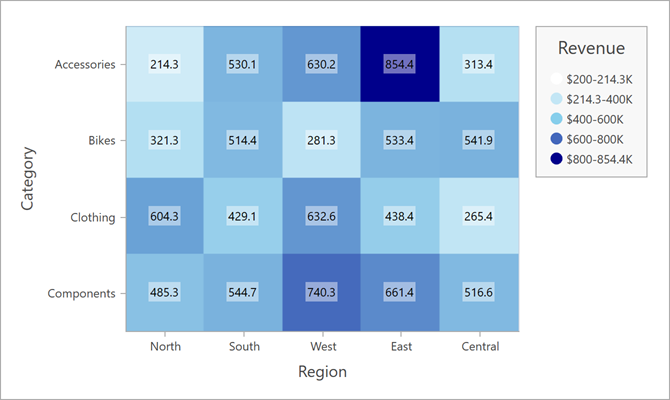 Revenue
$200-214.3K
$214.3-400K
$400-600K
$600-800K
$800-854.4K
Category
Accessories 214.3 530.1 630.2 854.4 313.4
Bikes 321.3 514.4 281.3 533.4 541.9
Clothing 604.3 429.1 632.6 438.4 265.4
Components 485.3 544.7 740.3 661.4 516.6
North South West East Central
Region